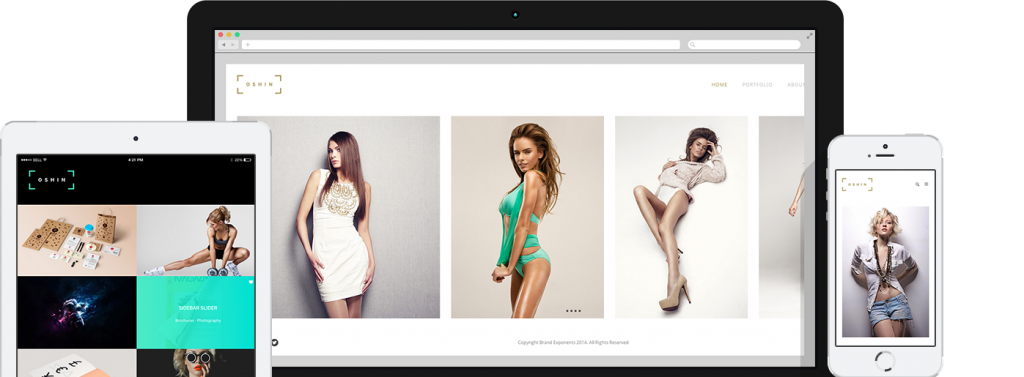 OSHIN
HOME PORTFOLIO ABOUT
BELL 4:21 PM 22%
OSHIN
OSHIN
SIDEBAR SLIDER
Brochures · Photography
Copyright Brand Exponents 2014. All Rights Reserved